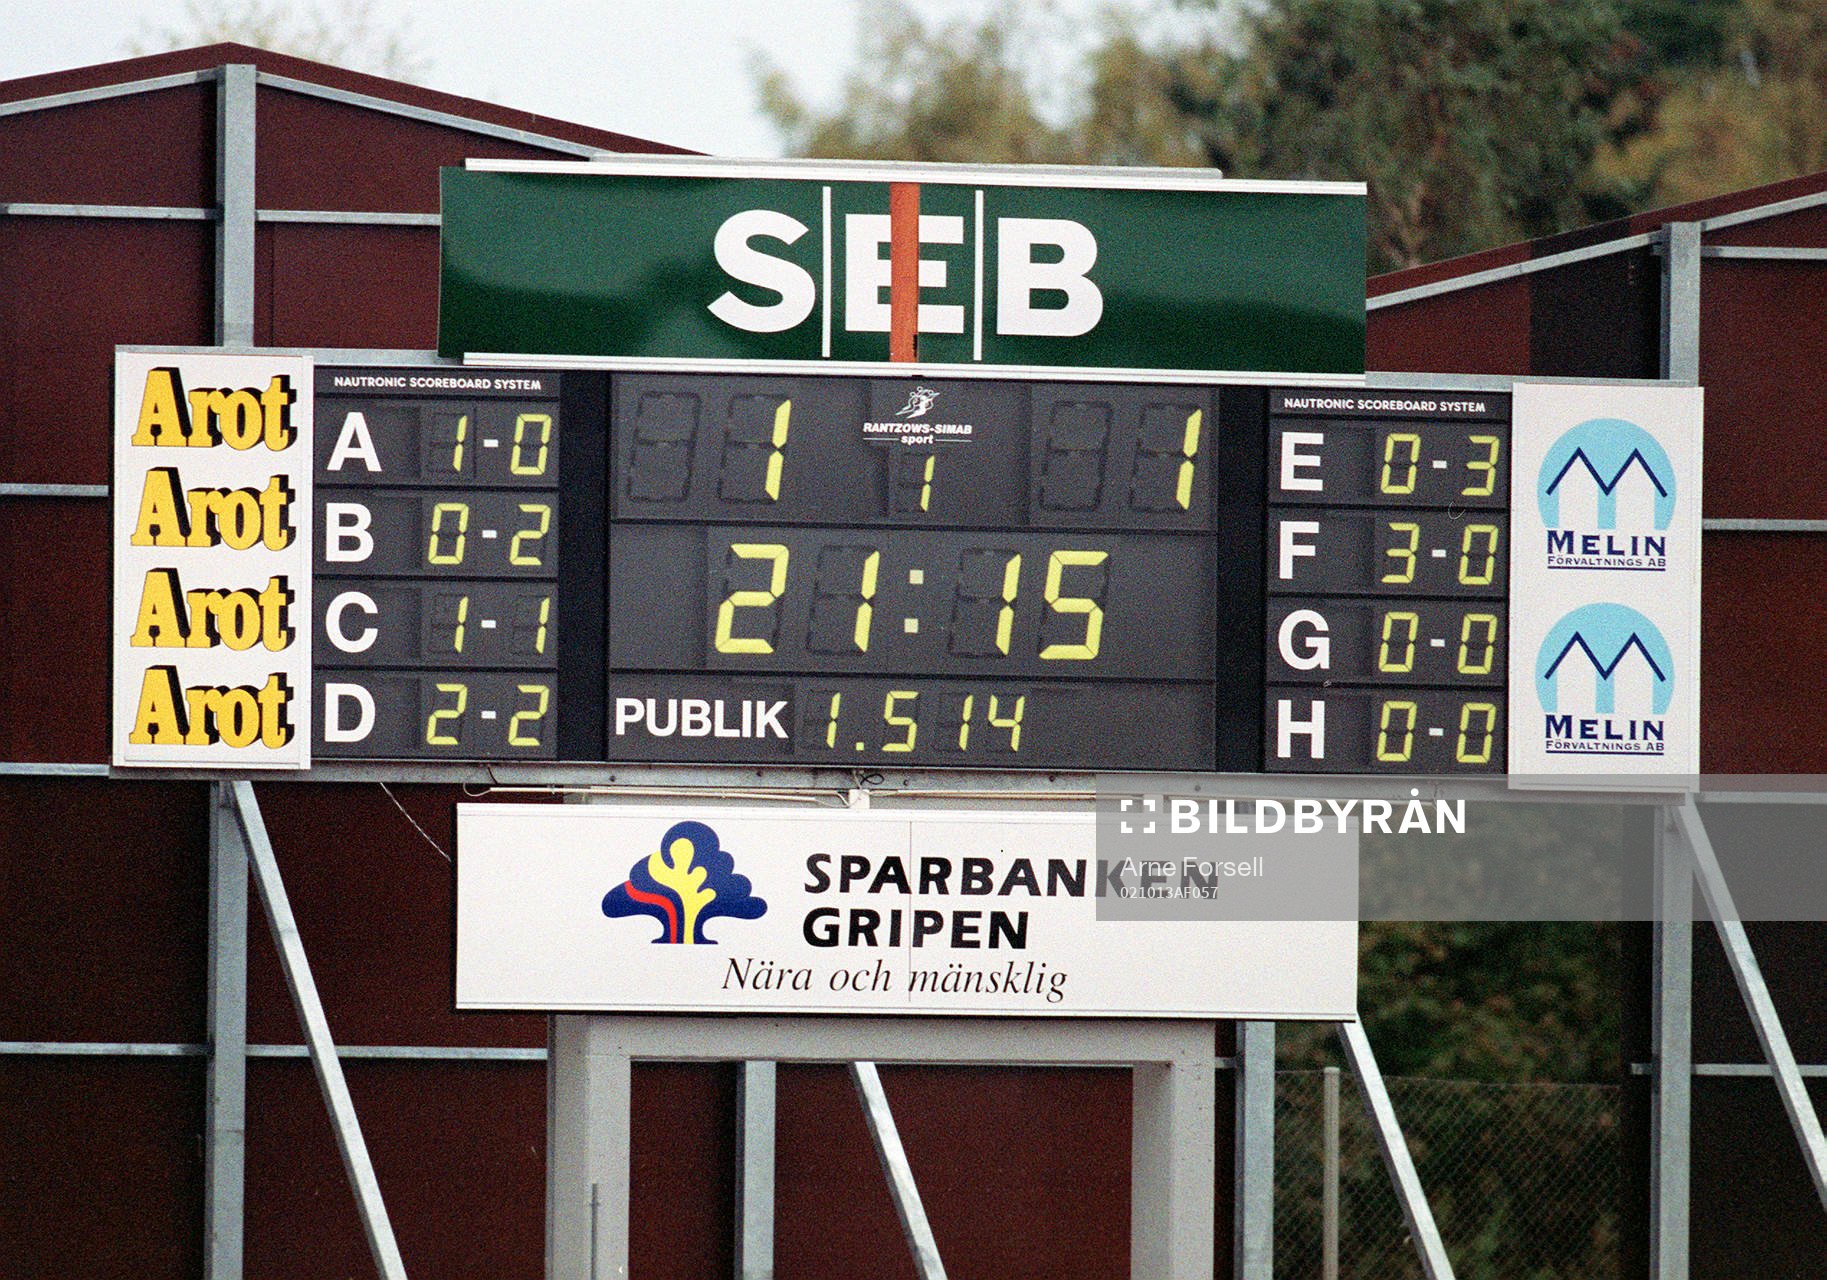 SEB
Arot
Arot
Arot
Arot
NAUTRONIC SCOREBOARD SYSTEM
A 1-0
B 0-2
C 1-1
D 2-2
1 1
RANTZOWS-SIMAB
sport
1
21:15
PUBLIK 1.514
NAUTRONIC SCOREBOARD SYSTEM
E 0-3
F 3-0
G 0-0
H 0-0
MELIN
FÖRVALTNINGS AB
MELIN
FÖRVALTNINGS AB
SPARBANKEN
GRIPEN
Nära och mänsklig
BILDBYRÅN
Arne Forsell
021013AF057